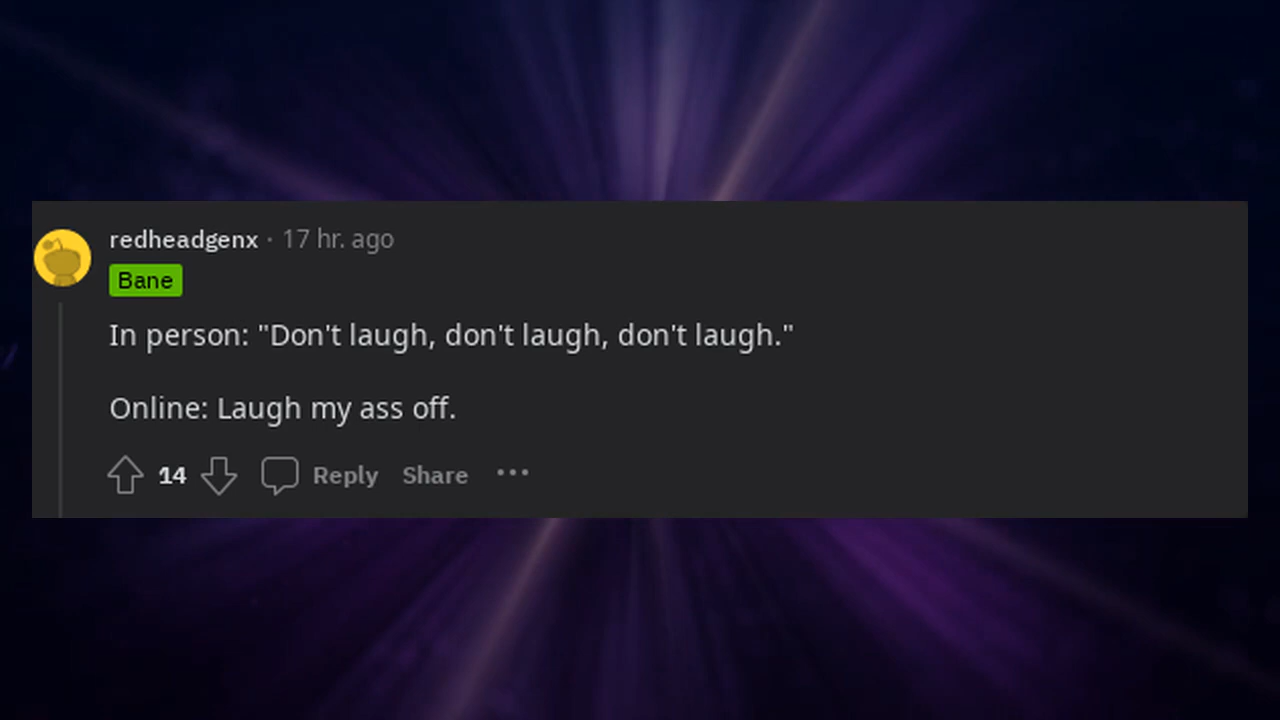 redheadgenx · 17 hr. ago
Bane
In person: "Don't laugh, don't laugh, don't laugh."
Online: Laugh my ass off.
14 Reply Share ···